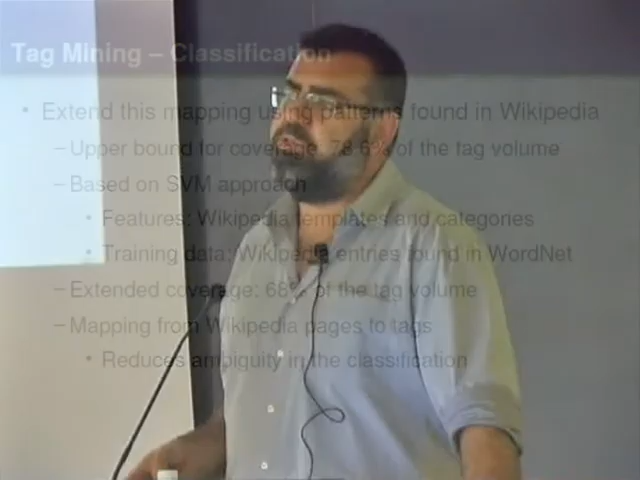 Tag Mining – Classification
• Extend this mapping using patterns found in Wikipedia
– Upper bound for coverage: 78.6% of the tag volume
– Based on SVM approach
• Features: Wikipedia templates and categories
• Training data: Wikipedia entries found in WordNet
– Extended coverage: 68% of the tag volume
– Mapping from Wikipedia pages to tags
• Reduces ambiguity in the classification